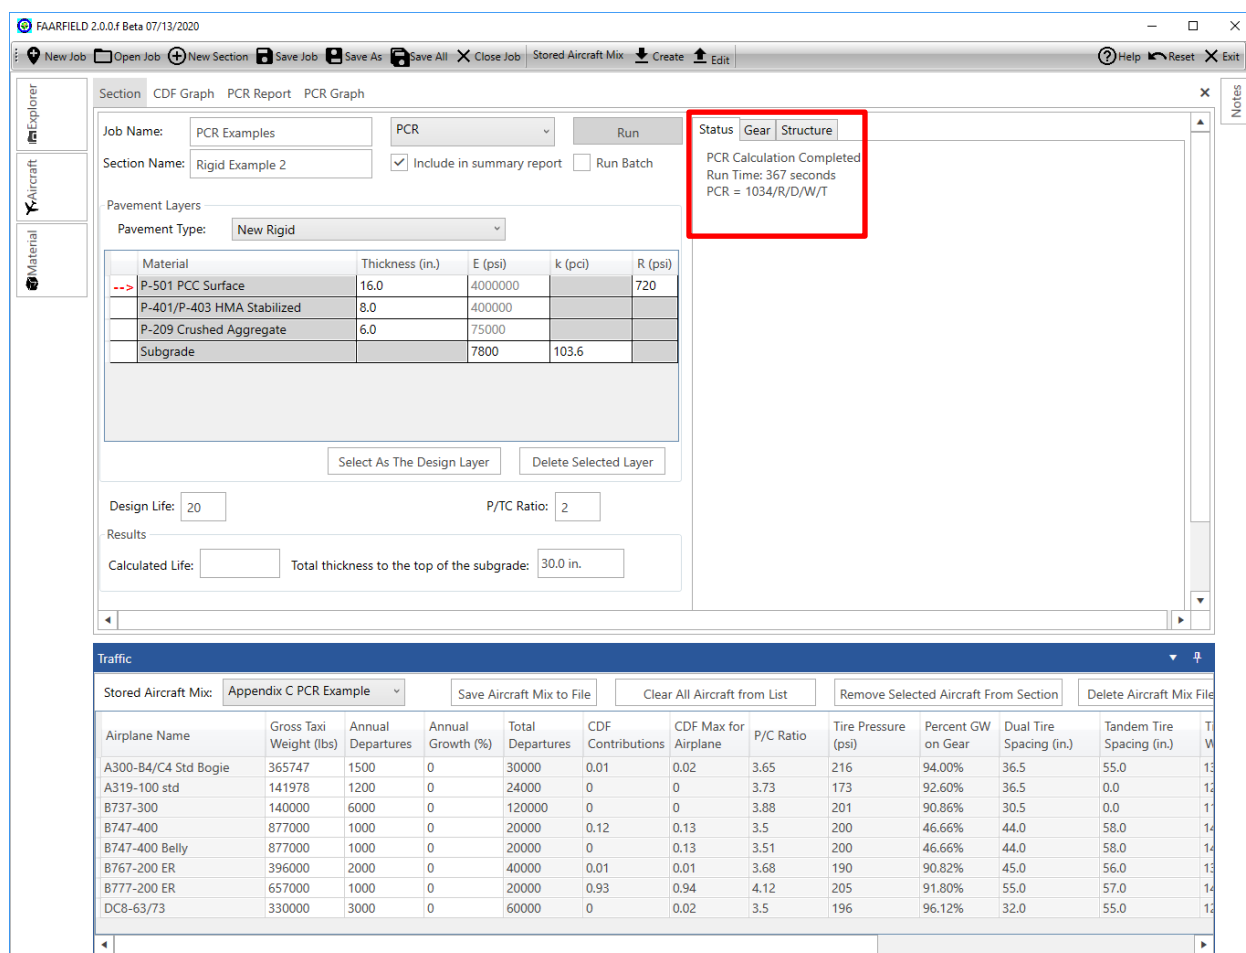 FAARFIELD 2.0.0.f Beta 07/13/2020
New Job Open Job New Section Save Job Save As Save All Close Job Stored Aircraft Mix Create Edit Help Reset Exit
Explorer
Aircraft
Material
Notes
Section CDF Graph PCR Report PCR Graph
Job Name: PCR Examples PCR Run
Section Name: Rigid Example 2 Include in summary report Run Batch
Status Gear Structure
PCR Calculation Completed
Run Time: 367 seconds
PCR = 1034/R/D/W/T
Pavement Layers
Pavement Type: New Rigid
Material Thickness (in.) E (psi) k (pci) R (psi)
--> P-501 PCC Surface 16.0 4000000 720
P-401/P-403 HMA Stabilized 8.0 400000
P-209 Crushed Aggregate 6.0 75000
Subgrade 7800 103.6
Select As The Design Layer Delete Selected Layer
Design Life: 20 P/TC Ratio: 2
Results
Calculated Life: Total thickness to the top of the subgrade: 30.0 in.
Traffic
Stored Aircraft Mix: Appendix C PCR Example Save Aircraft Mix to File Clear All Aircraft from List Remove Selected Aircraft From Section Delete Aircraft Mix File
Airplane Name Gross Taxi Weight (lbs) Annual Departures Annual Growth (%) Total Departures CDF Contributions CDF Max for Airplane P/C Ratio Tire Pressure (psi) Percent GW on Gear Dual Tire Spacing (in.) Tandem Tire Spacing (in.)
A300-B4/C4 Std Bogie 365747 1500 0 30000 0.01 0.02 3.65 216 94.00% 36.5 55.0
A319-100 std 141978 1200 0 24000 0 0 3.73 173 92.60% 36.5 0.0
B737-300 140000 6000 0 120000 0 0 3.88 201 90.86% 30.5 0.0
B747-400 877000 1000 0 20000 0.12 0.13 3.5 200 46.66% 44.0 58.0
B747-400 Belly 877000 1000 0 20000 0 0.13 3.51 200 46.66% 44.0 58.0
B767-200 ER 396000 2000 0 40000 0.01 0.01 3.68 190 90.82% 45.0 56.0
B777-200 ER 657000 1000 0 20000 0.93 0.94 4.12 205 91.80% 55.0 57.0
DC8-63/73 330000 3000 0 60000 0 0.02 3.5 196 96.12% 32.0 55.0